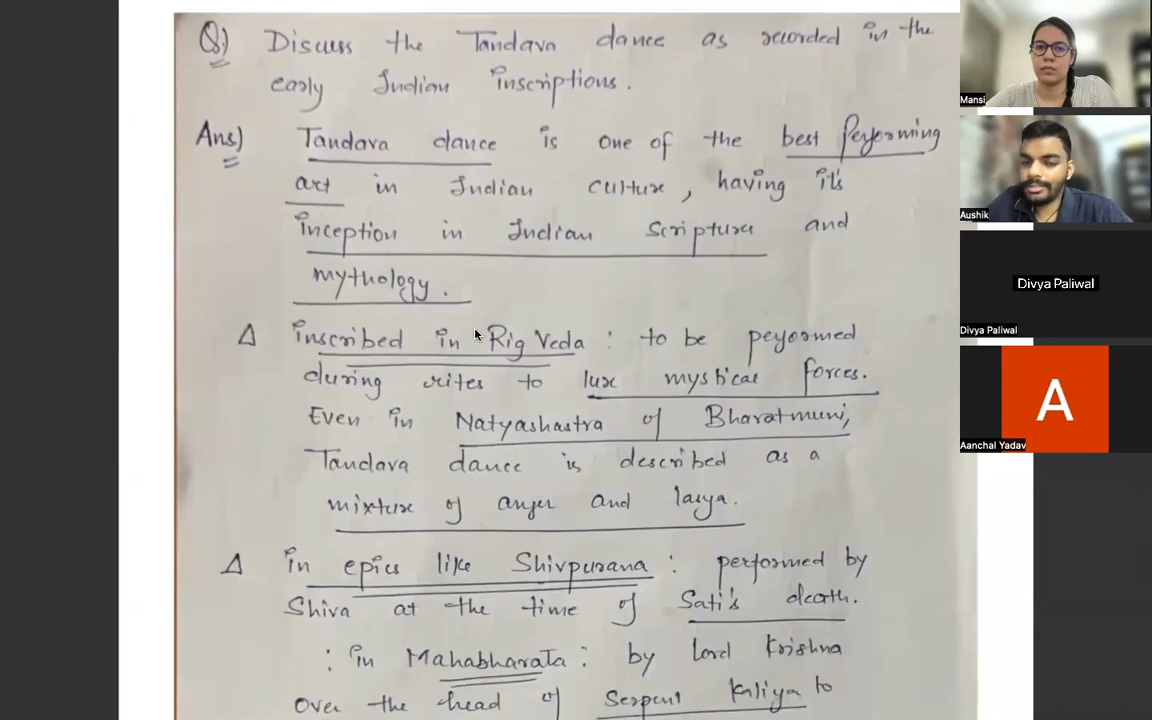 Q) Discuss the Tandava dance as recorded in the
early Indian inscriptions.
Ans) Tandava dance is one of the best performing
art in Indian culture, having it's
inception in Indian scripture and
mythology.
Δ inscribed in Rig Veda : to be peyormed
during rites to lure mystical forces.
Even in Natyashastra of Bharatmuni,
Tandava dance is described as a
mixture of anger and lasya.
Δ in epics like Shivpurana : performed by
Shiva at the time of Sati's death.
: in Mahabharata : by lord Krishna
over the head of Serpent Kaliya to
Mansi
Aushik
Divya Paliwal
Divya Paliwal
A
Aanchal Yadav